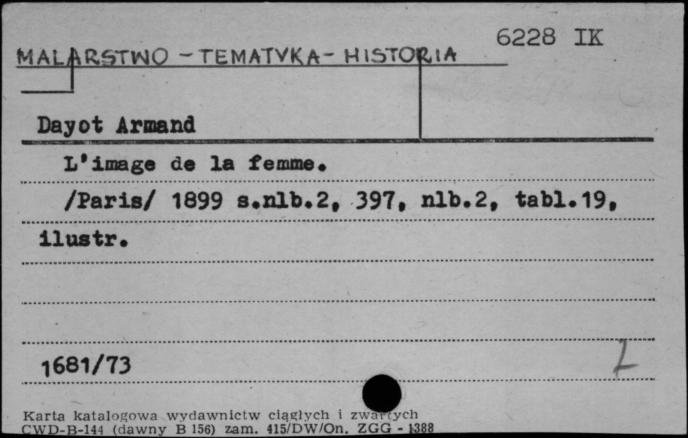 6228 IK
MALARSTWO - TEMATYKA - HISTORIA
Dayot Armand
L'image de la femme.
/Paris/ 1899 s.nlb.2, 397, nlb.2, tabl.19,
ilustr.
1681/73
Karta katalogowa wydawnictw ciągłych i zwartych
CWD-B-144 (dawny B 156) zam. 415/DW/On. ZGG - 1388